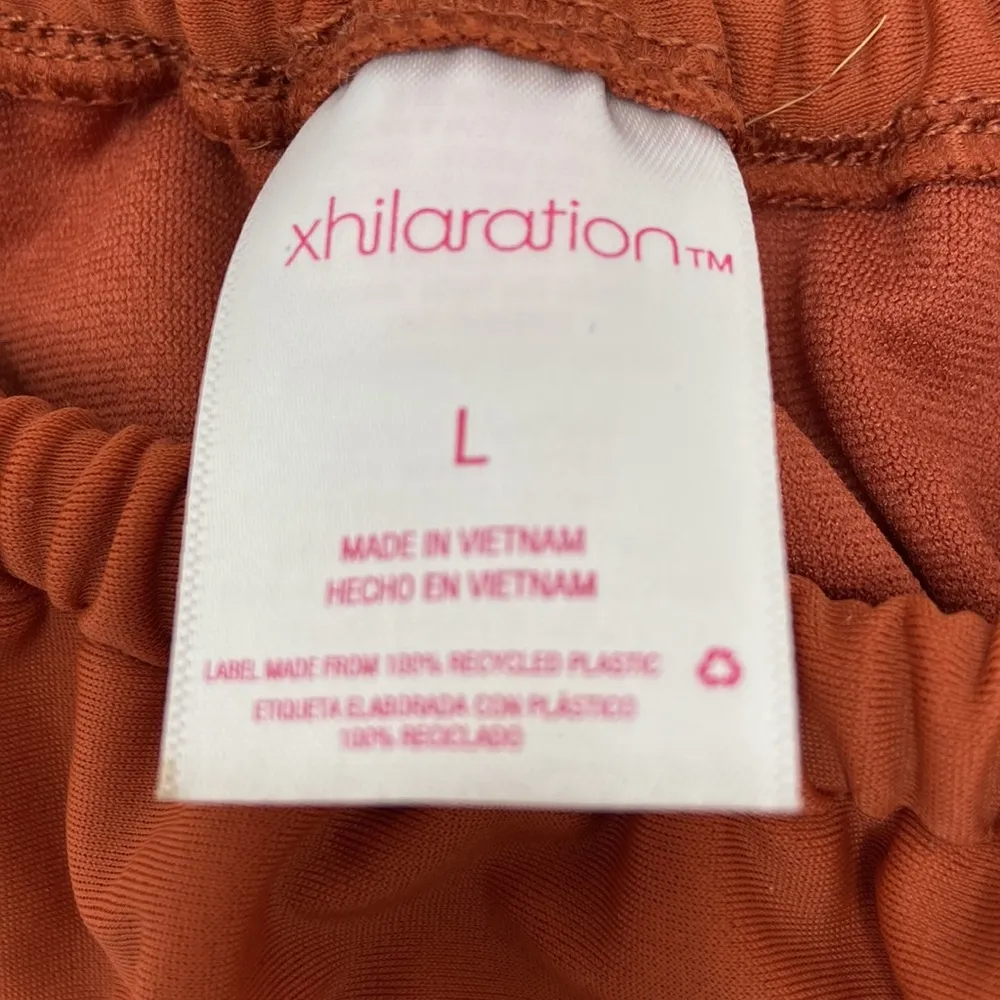 xhilaration™
L
MADE IN VIETNAM
HECHO EN VIETNAM
LABEL MADE FROM 100% RECYCLED PLASTIC
ETIQUETA ELABORADA CON PLÁSTICO
100% RECICLADO